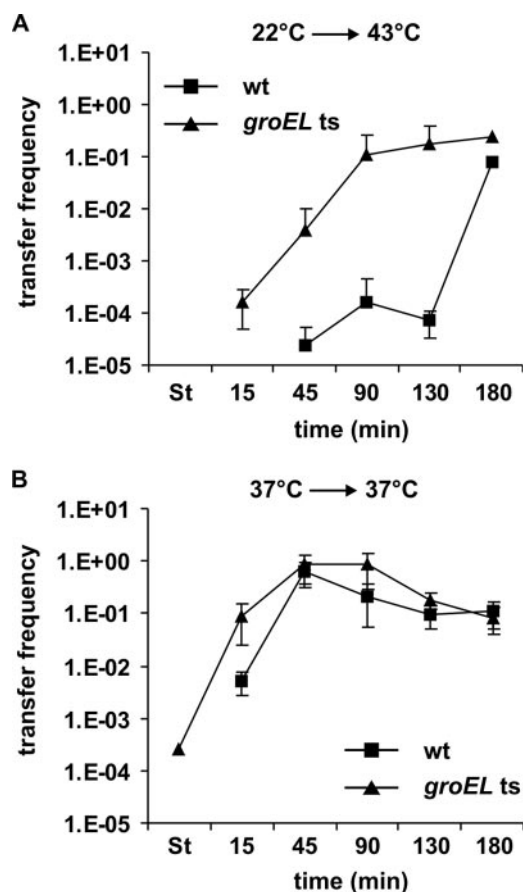 A
22°C → 43°C
1.E+01
1.E+00
1.E-01
1.E-02
1.E-03
1.E-04
1.E-05
transfer frequency
wt
groEL ts
St 15 45 90 130 180
time (min)
B
37°C → 37°C
1.E+01
1.E+00
1.E-01
1.E-02
1.E-03
1.E-04
1.E-05
transfer frequency
wt
groEL ts
St 15 45 90 130 180
time (min)